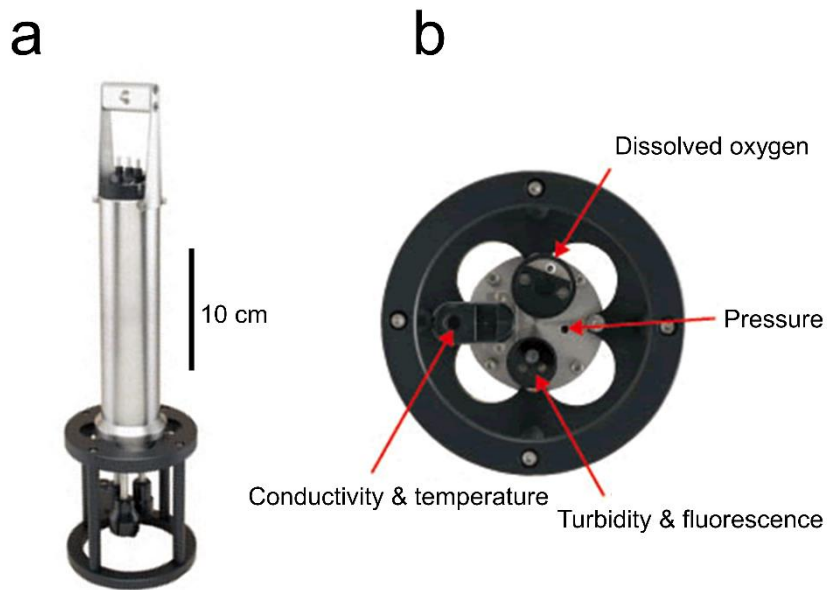 a
b
Dissolved oxygen
10 cm
Pressure
Conductivity & temperature
Turbidity & fluorescence